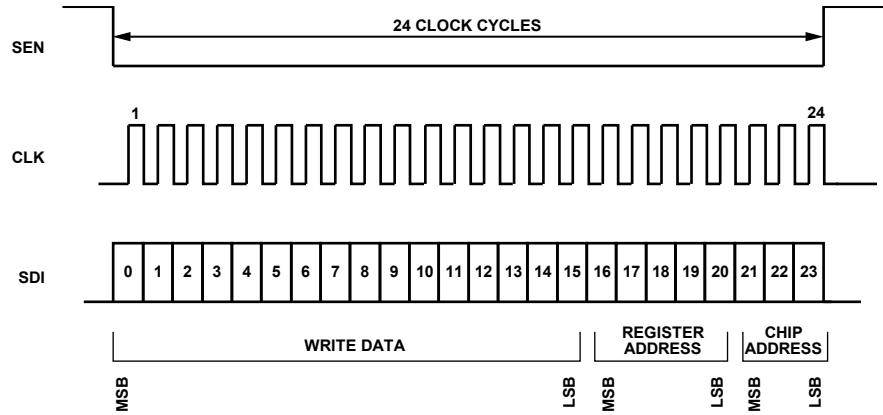 24 CLOCK CYCLES
SEN
1
24
CLK
SDI
0 1 2 3 4 5 6 7 8 9 10 11 12 13 14 15 16 17 18 19 20 21 22 23
WRITE DATA
REGISTER
ADDRESS
CHIP
ADDRESS
MSB
LSB
MSB
LSB
MSB
LSB